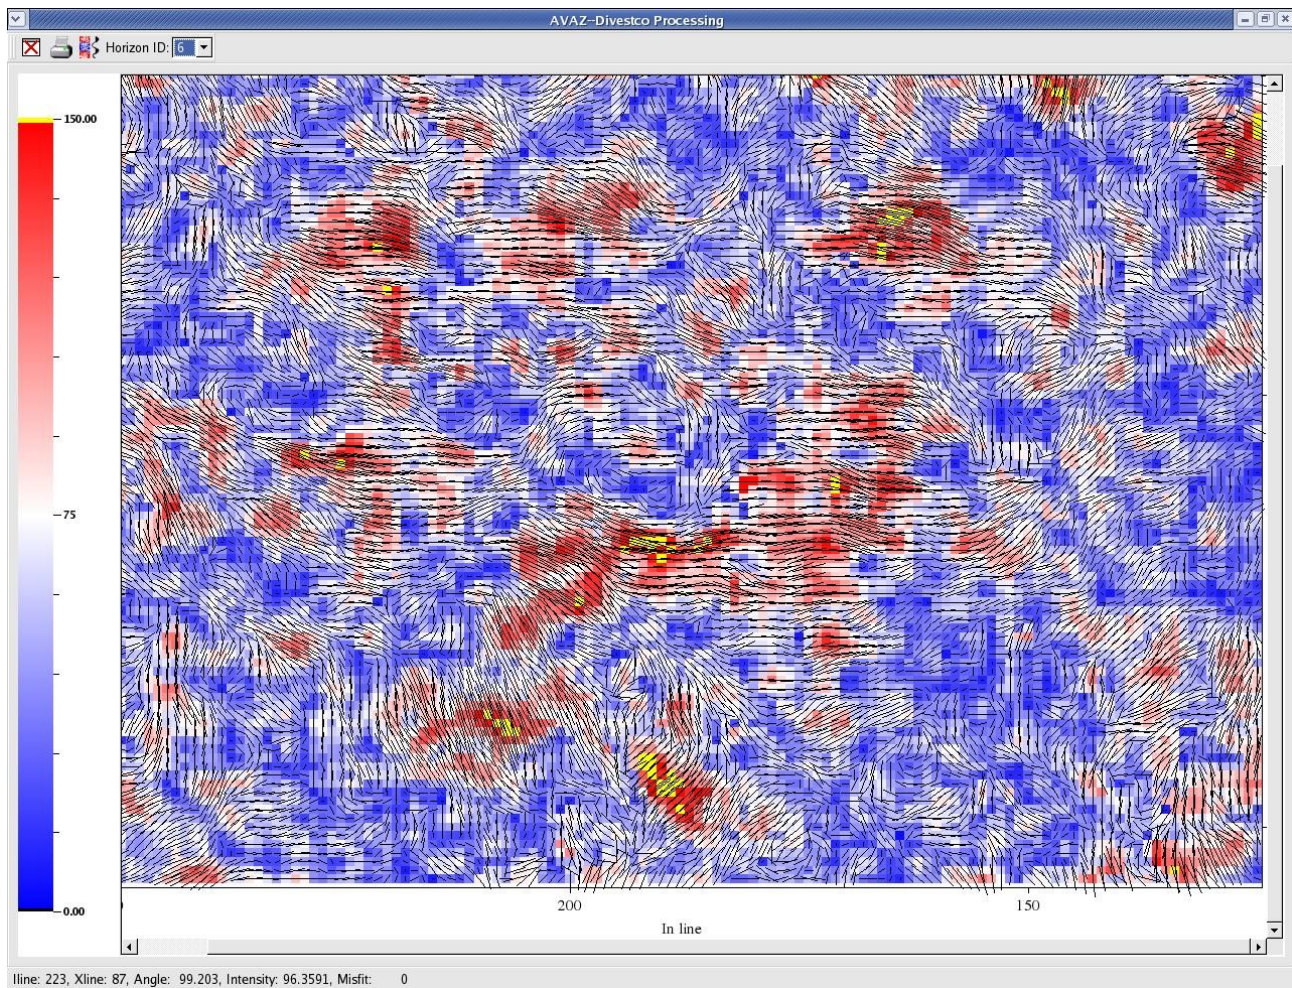 AVAZ--Divestco Processing
Horizon ID: 6
150.00
75
0.00
200
150
In line
Iline: 223, Xline: 87, Angle: 99.203, Intensity: 96.3591, Misfit: 0